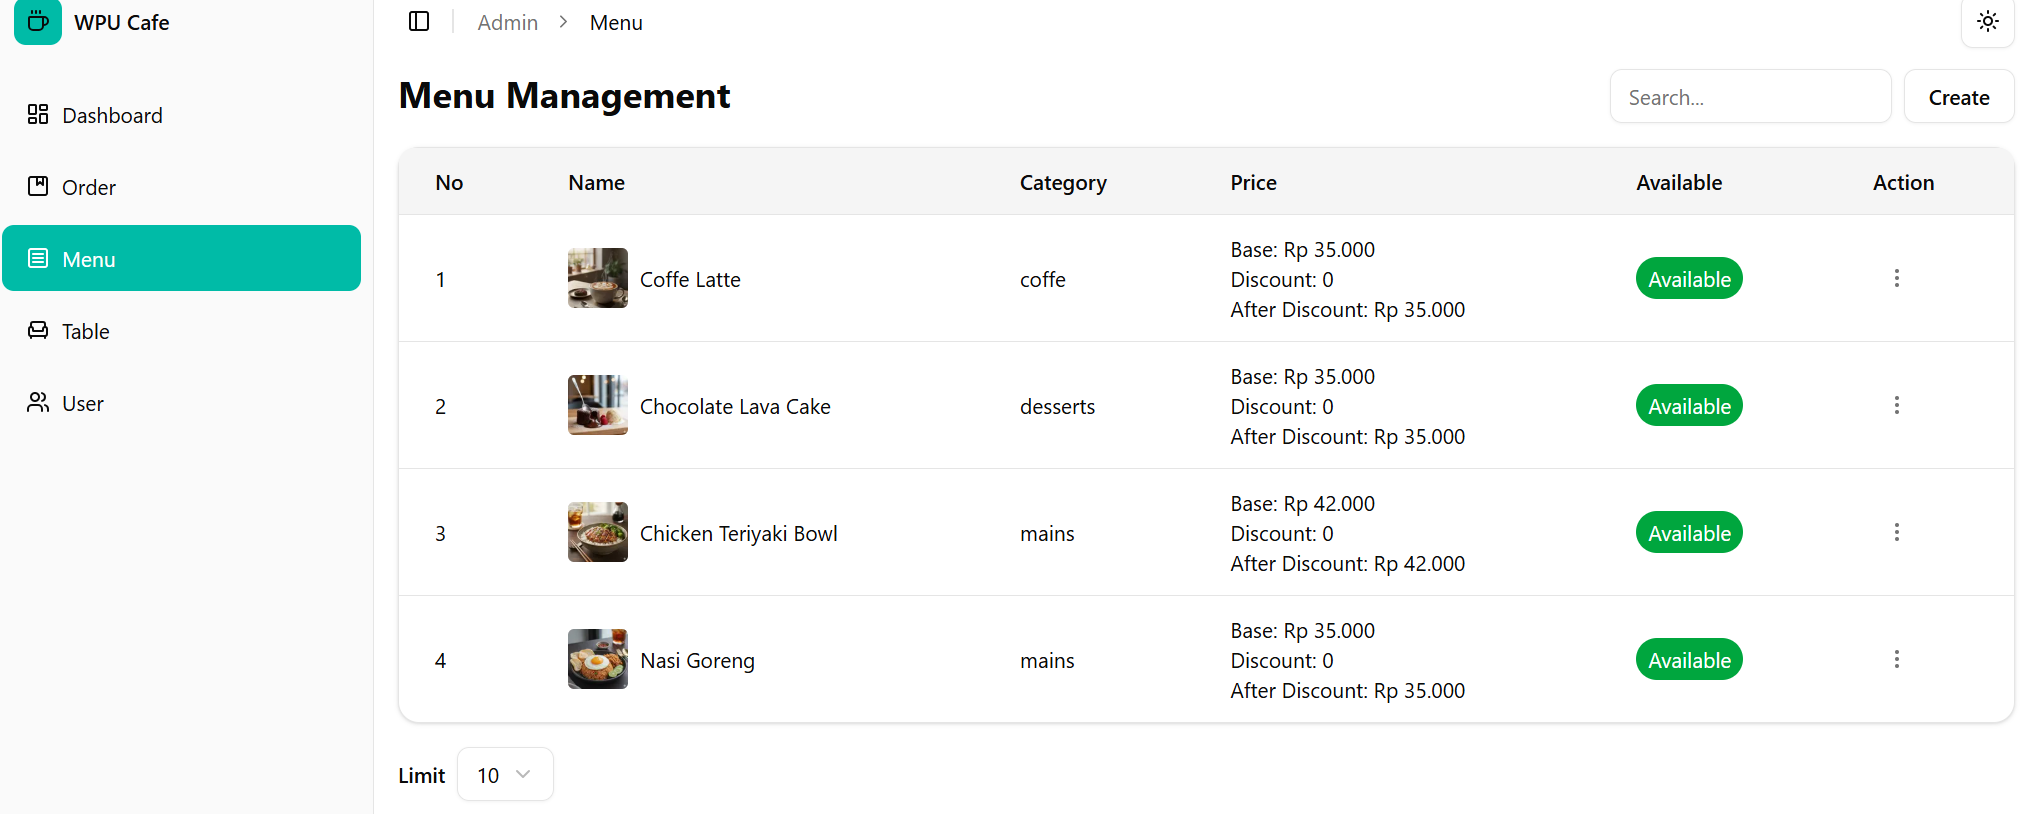 WPU Cafe
Admin > Menu
Dashboard
Order
Menu
Table
User
Menu Management
Search...
Create
No Name Category Price Available Action
1 Coffe Latte coffe Base: Rp 35.000
Discount: 0
After Discount: Rp 35.000 Available
2 Chocolate Lava Cake desserts Base: Rp 35.000
Discount: 0
After Discount: Rp 35.000 Available
3 Chicken Teriyaki Bowl mains Base: Rp 42.000
Discount: 0
After Discount: Rp 42.000 Available
4 Nasi Goreng mains Base: Rp 35.000
Discount: 0
After Discount: Rp 35.000 Available
Limit 10